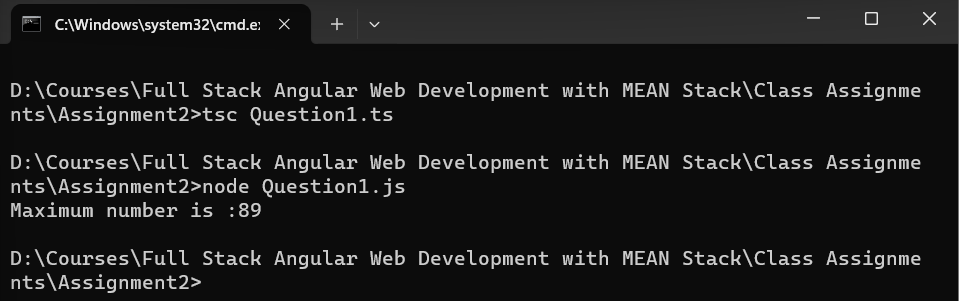 C:\Windows\system32\cmd.e
D:\Courses\Full Stack Angular Web Development with MEAN Stack\Class Assignme
nts\Assignment2>tsc Question1.ts
D:\Courses\Full Stack Angular Web Development with MEAN Stack\Class Assignme
nts\Assignment2>node Question1.js
Maximum number is :89
D:\Courses\Full Stack Angular Web Development with MEAN Stack\Class Assignme
nts\Assignment2>